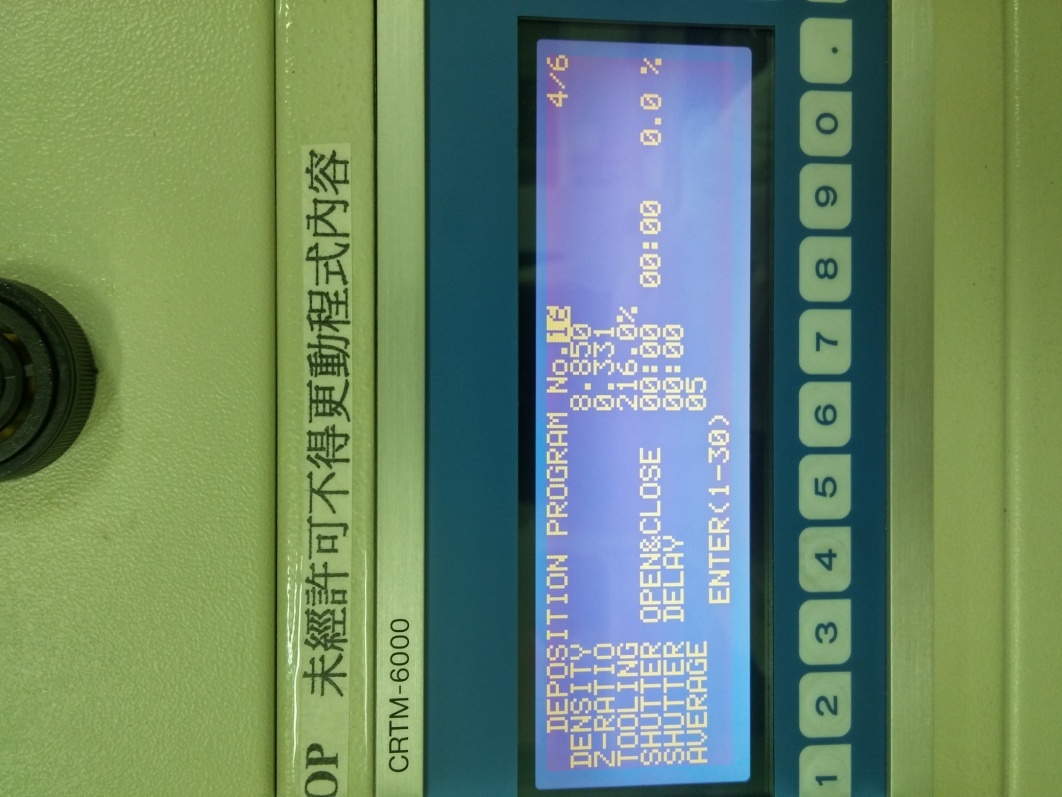 OP 未經許可不得更動程式內容
CRTM-6000
DEPOSITION PROGRAM No. 4/6
DENSITY 8.850
Z-RATIO 0.331
TOOLING 216.0%
SHUTTER OPEN&CLOSE 00:00 00:00 0.0 %
SHUTTER DELAY 00:00
AVERAGE 05
ENTER(1-30)
1 2 3 4 5 6 7 8 9 0 .